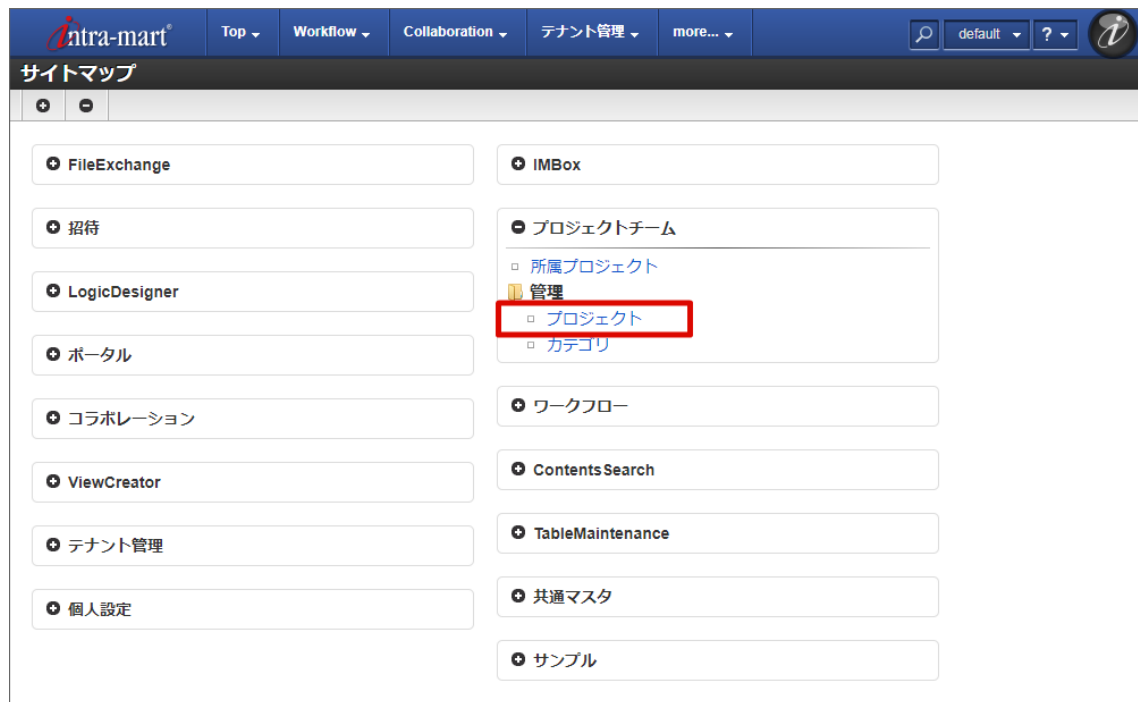 intra-mart®
Top
Workflow
Collaboration
テナント管理
more...
default
?
サイトマップ
FileExchange
招待
LogicDesigner
ポータル
コラボレーション
ViewCreator
テナント管理
個人設定
IMBox
プロジェクトチーム
所属プロジェクト
管理
プロジェクト
カテゴリ
ワークフロー
ContentsSearch
TableMaintenance
共通マスタ
サンプル